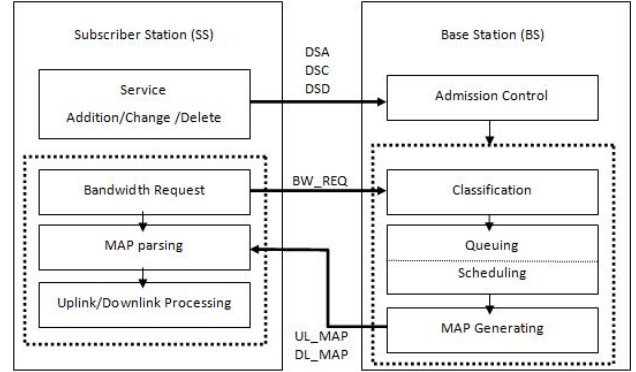 Subscriber Station (SS)
Service
Addition/Change /Delete
Bandwidth Request
MAP parsing
Uplink/Downlink Processing
DSA
DSC
DSD
BW_REQ
UL_MAP
DL_MAP
Base Station (BS)
Admission Control
Classification
Queuing
Scheduling
MAP Generating